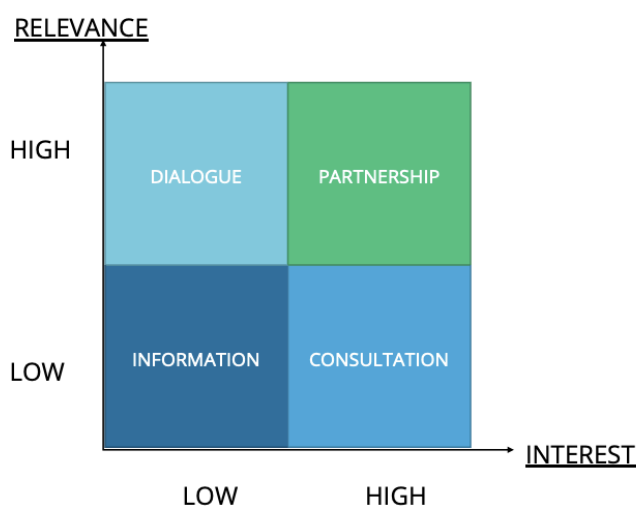 RELEVANCE
HIGH
DIALOGUE
PARTNERSHIP
INFORMATION
CONSULTATION
LOW
INTEREST
LOW
HIGH